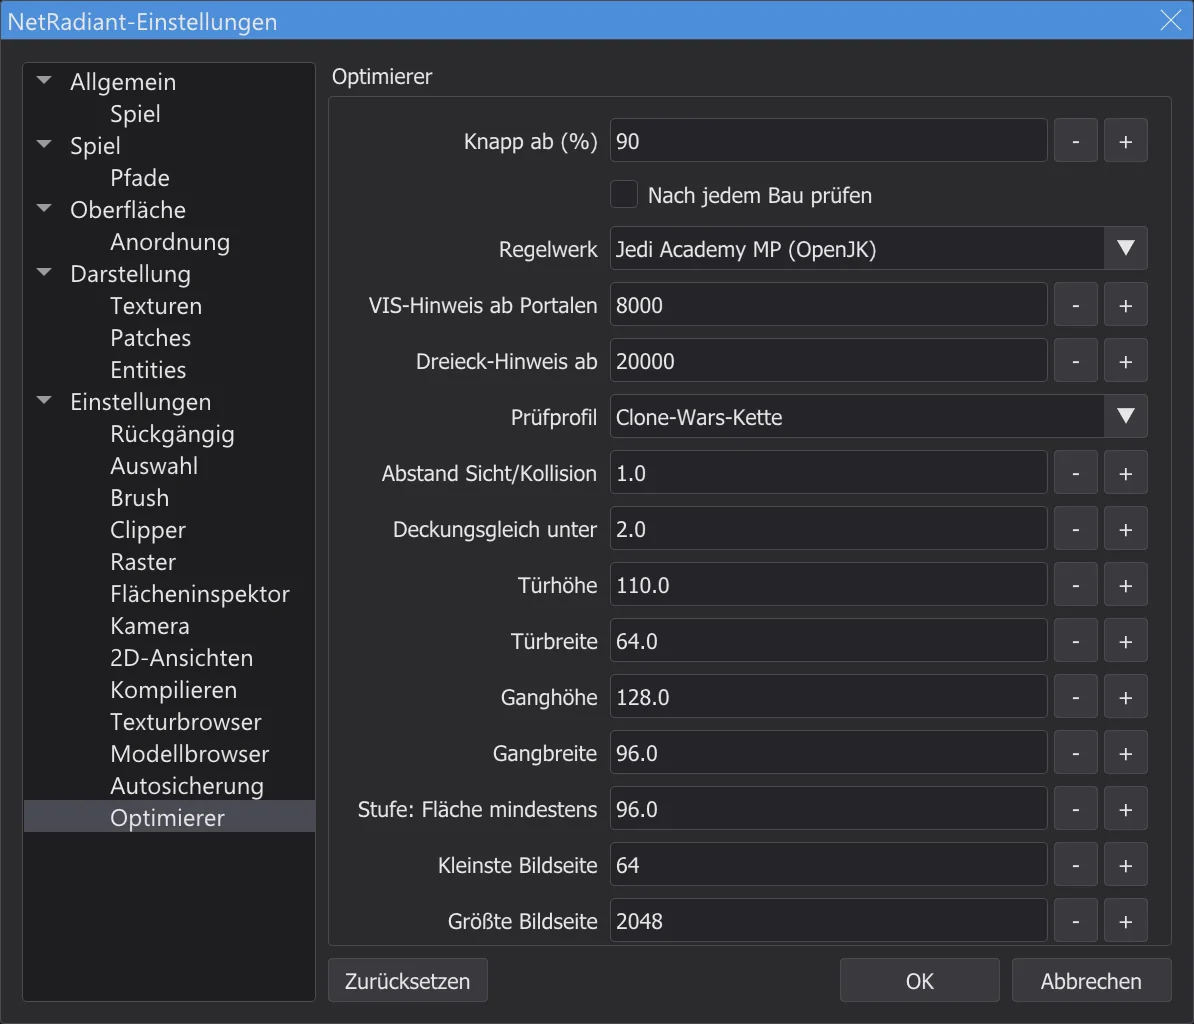 NetRadiant-Einstellungen
Allgemein
Spiel
Spiel
Pfade
Oberfläche
Anordnung
Darstellung
Texturen
Patches
Entities
Einstellungen
Rückgängig
Auswahl
Brush
Clipper
Raster
Flächeninspektor
Kamera
2D-Ansichten
Kompilieren
Texturbrowser
Modellbrowser
Autosicherung
Optimierer
Optimierer
Knapp ab (%) 90 - +
Nach jedem Bau prüfen
Regelwerk Jedi Academy MP (OpenJK)
VIS-Hinweis ab Portalen 8000 - +
Dreieck-Hinweis ab 20000 - +
Prüfprofil Clone-Wars-Kette
Abstand Sicht/Kollision 1.0 - +
Deckungsgleich unter 2.0 - +
Türhöhe 110.0 - +
Türbreite 64.0 - +
Ganghöhe 128.0 - +
Gangbreite 96.0 - +
Stufe: Fläche mindestens 96.0 - +
Kleinste Bildseite 64 - +
Größte Bildseite 2048 - +
Zurücksetzen OK Abbrechen